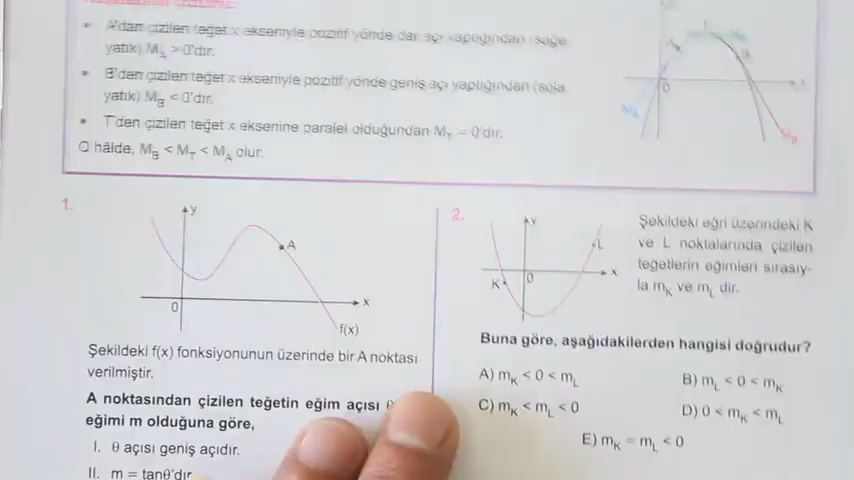 A'dan çizilen teğet x ekseniyle pozitif yönde dar açı yaptığından (sağa
yatık) M_A > 0'dır.
B'den çizilen teğet x ekseniyle pozitif yönde geniş açı yaptığından (sola
yatık) M_B < 0'dır.
T'den çizilen teğet x eksenine paralel olduğundan M_T = 0'dır.
O hâlde, M_B < M_T < M_A olur.
T
0
x
M_A
M_B
1.
y
A
0
x
f(x)
Şekildeki f(x) fonksiyonunun üzerinde bir A noktası
verilmiştir.
A noktasından çizilen teğetin eğim açısı
eğimi m olduğuna göre,
I. θ açısı geniş açıdır.
II. m = tanθ'dır
2.
y
L
K
0
x
Şekildeki eğri üzerindeki K
ve L noktalarında çizilen
teğetlerin eğimleri sırasıy-
la m_K ve m_L dir.
Buna göre, aşağıdakilerden hangisi doğrudur?
A) m_K < 0 < m_L
B) m_L < 0 < m_K
C) m_K < m_L < 0
D) 0 < m_K < m_L
E) m_K = m_L < 0